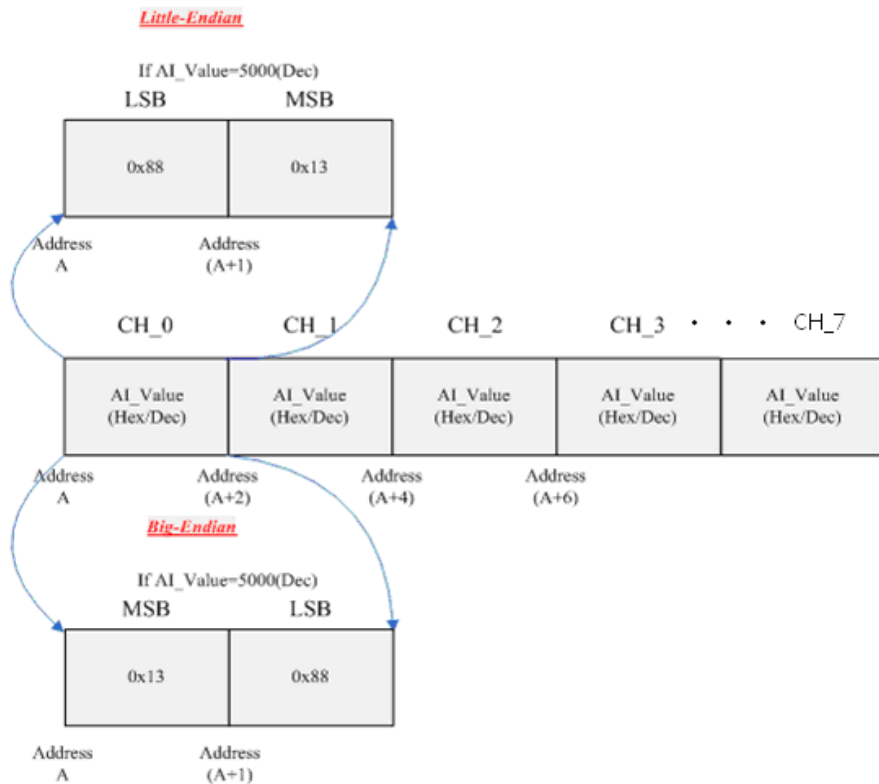 Little-Endian
If AI_Value=5000(Dec)
LSB MSB
0x88 0x13
Address Address
A (A+1)
CH_0 CH_1 CH_2 CH_3 · · · CH_7
AI_Value AI_Value AI_Value AI_Value AI_Value
(Hex/Dec) (Hex/Dec) (Hex/Dec) (Hex/Dec) (Hex/Dec)
Address Address Address Address
A (A+2) (A+4) (A+6)
Big-Endian
If AI_Value=5000(Dec)
MSB LSB
0x13 0x88
Address Address
A (A+1)